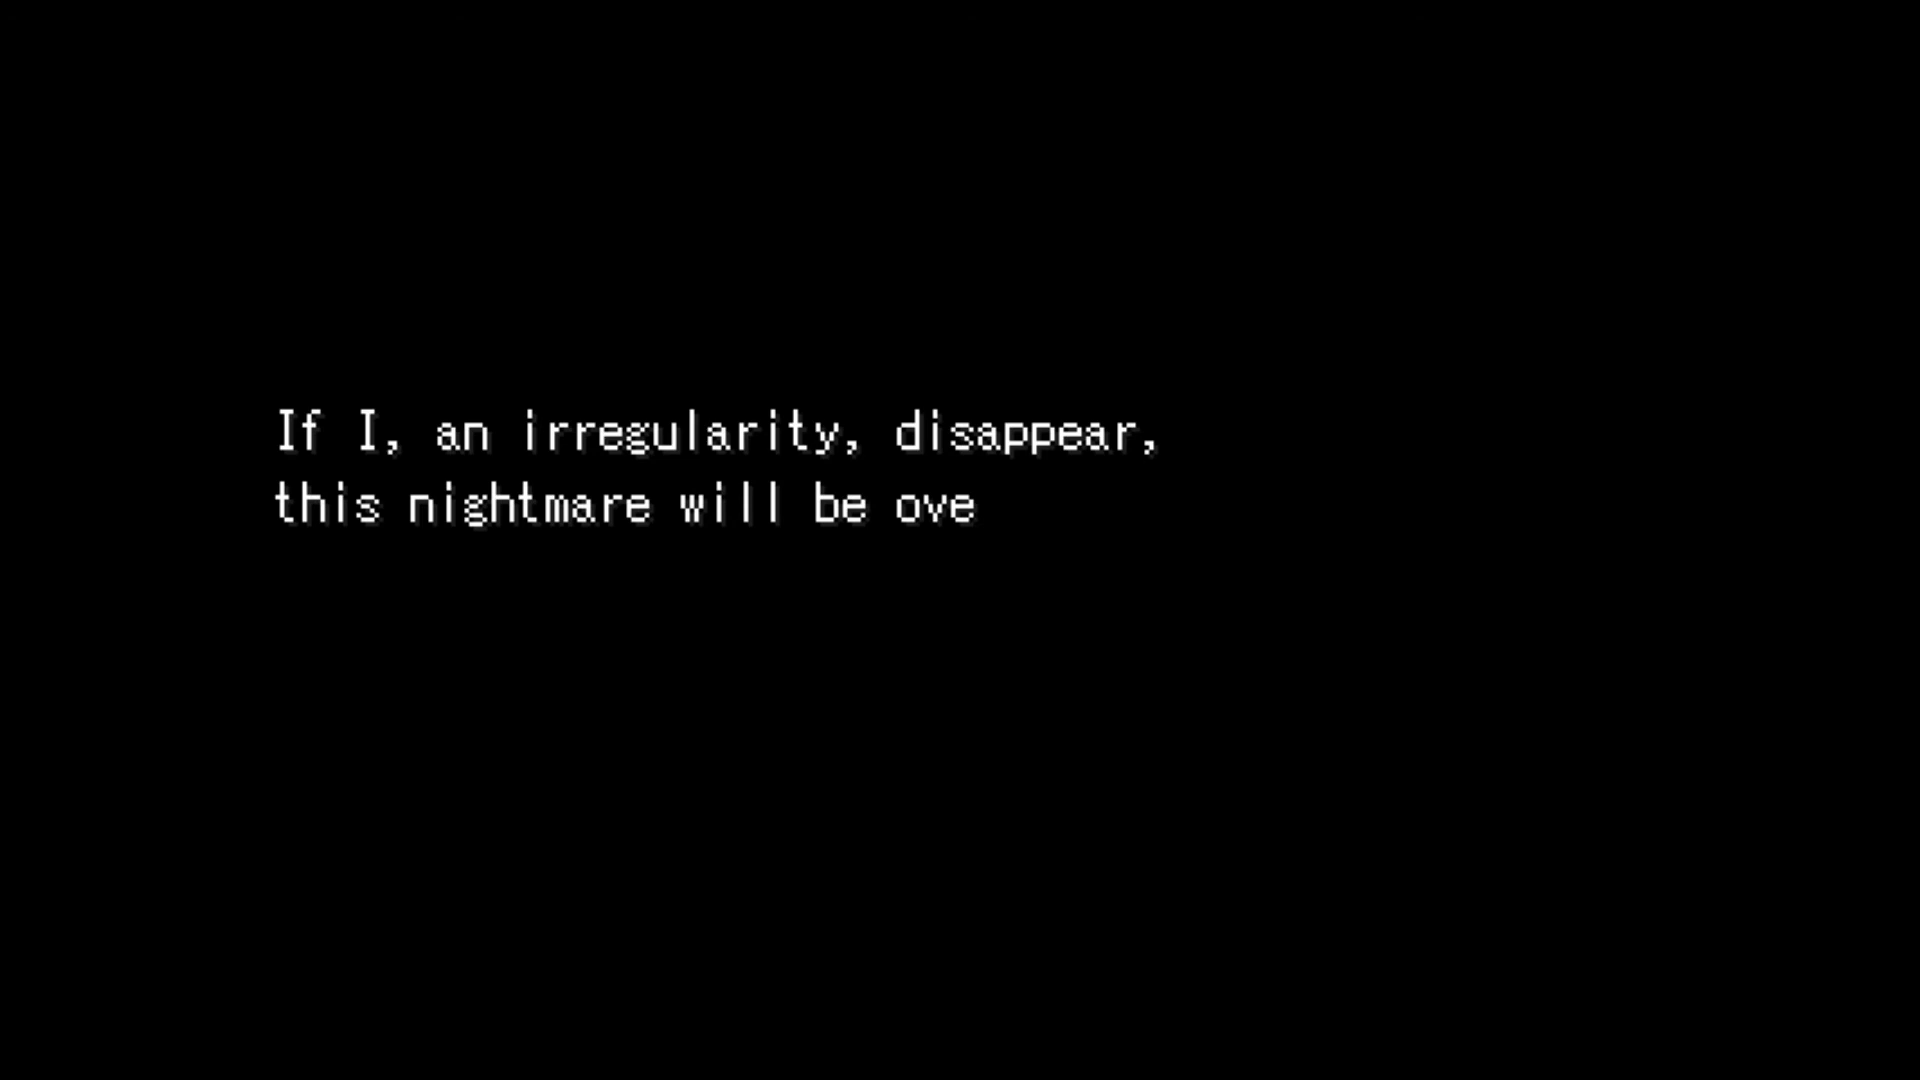 If I, an irregularity, disappear,
this nightmare will be ove